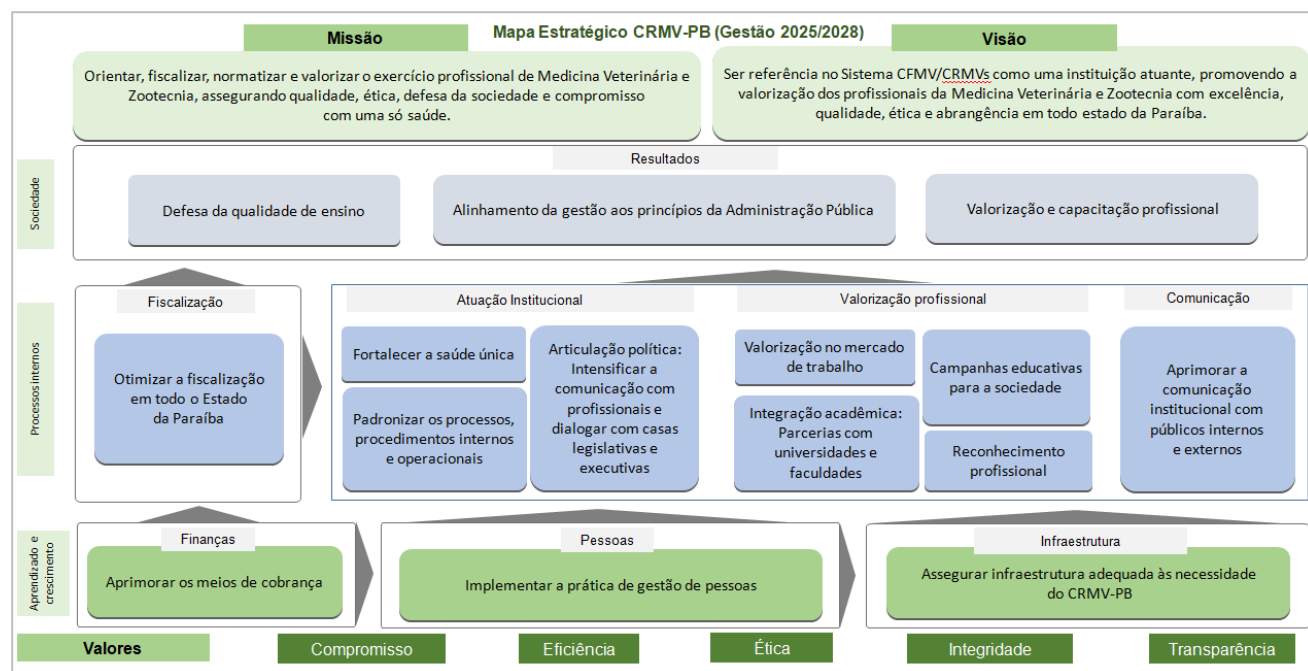 Mapa Estratégico CRMV-PB (Gestão 2025/2028)
Missão
Visão
Orientar, fiscalizar, normatizar e valorizar o exercício profissional de Medicina Veterinária e
Zootecnia, assegurando qualidade, ética, defesa da sociedade e compromisso
com uma só saúde.
Ser referência no Sistema CFMV/CRMVs como uma instituição atuante, promovendo a
valorização dos profissionais da Medicina Veterinária e Zootecnia com excelência,
qualidade, ética e abrangência em todo estado da Paraíba.
Sociedade
Resultados
Defesa da qualidade de ensino
Alinhamento da gestão aos princípios da Administração Pública
Valorização e capacitação profissional
Processos internos
Fiscalização
Otimizar a fiscalização
em todo o Estado
da Paraíba
Atuação Institucional
Fortalecer a saúde única
Padronizar os processos,
procedimentos internos
e operacionais
Articulação política:
Intensificar a
comunicação com
profissionais e
dialogar com casas
legislativas e
executivas
Valorização profissional
Valorização no mercado
de trabalho
Integração acadêmica:
Parcerias com
universidades e
faculdades
Campanhas educativas
para a sociedade
Reconhecimento
profissional
Comunicação
Aprimorar a
comunicação
institucional com
públicos internos
e externos
Aprendizado e
crescimento
Finanças
Aprimorar os meios de cobrança
Pessoas
Implementar a prática de gestão de pessoas
Infraestrutura
Assegurar infraestrutura adequada às necessidade
do CRMV-PB
Valores
Compromisso
Eficiência
Ética
Integridade
Transparência